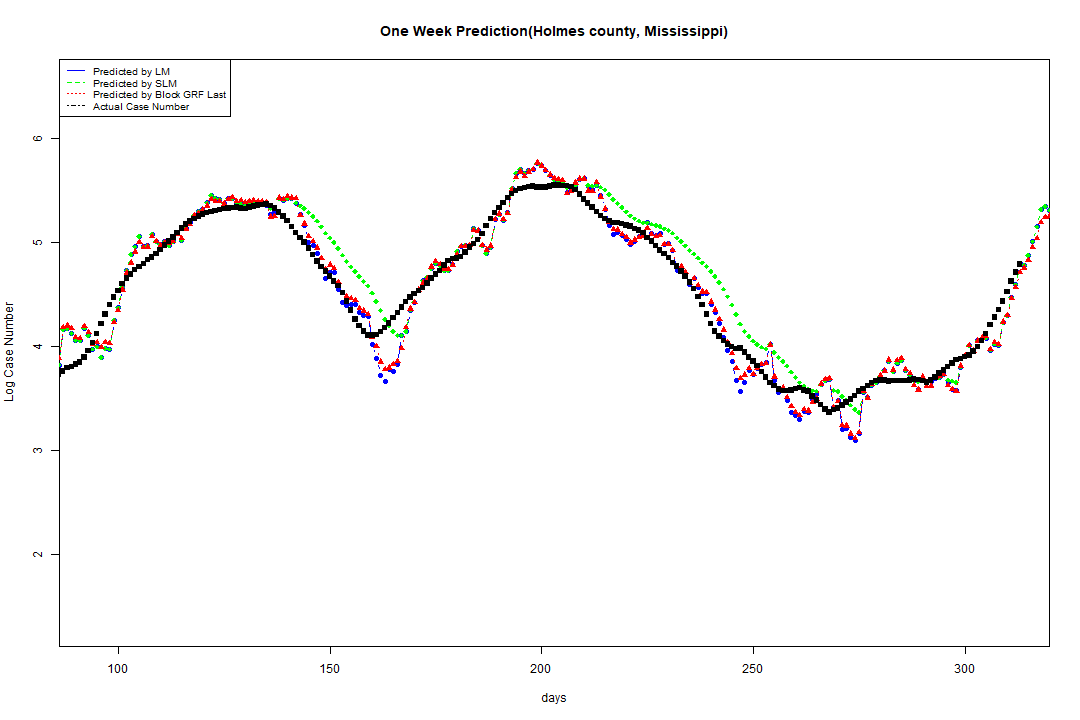 One Week Prediction(Holmes county, Mississippi)
Predicted by LM
Predicted by SLM
Predicted by Block GRF Last
Actual Case Number
6
5
4
3
2
Log Case Number
100 150 200 250 300
days